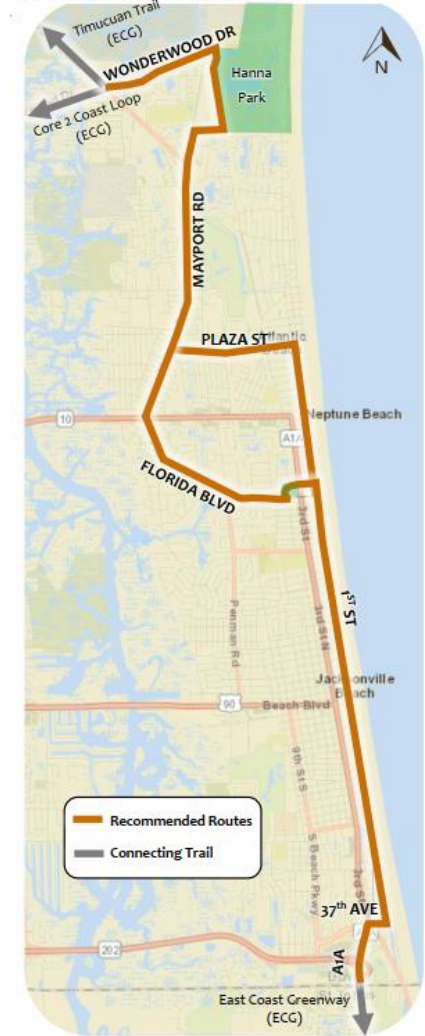 Timucuan Trail
(ECG)
WONDERWOOD DR
Hanna
Park
N
Core 2 Coast Loop
(ECG)
MAYPORT RD
PLAZA ST
Atlantic
Beach
10
Neptune Beach
A1A
FLORIDA BLVD
3rd St
1ST ST
3rd St N
Penman Rd
Jacksonville
Beach
90
Beach Blvd
9th St S
Recommended Routes
Connecting Trail
S Beach Pkwy
3rd St
37th AVE
202
A1A
East Coast Greenway
(ECG)